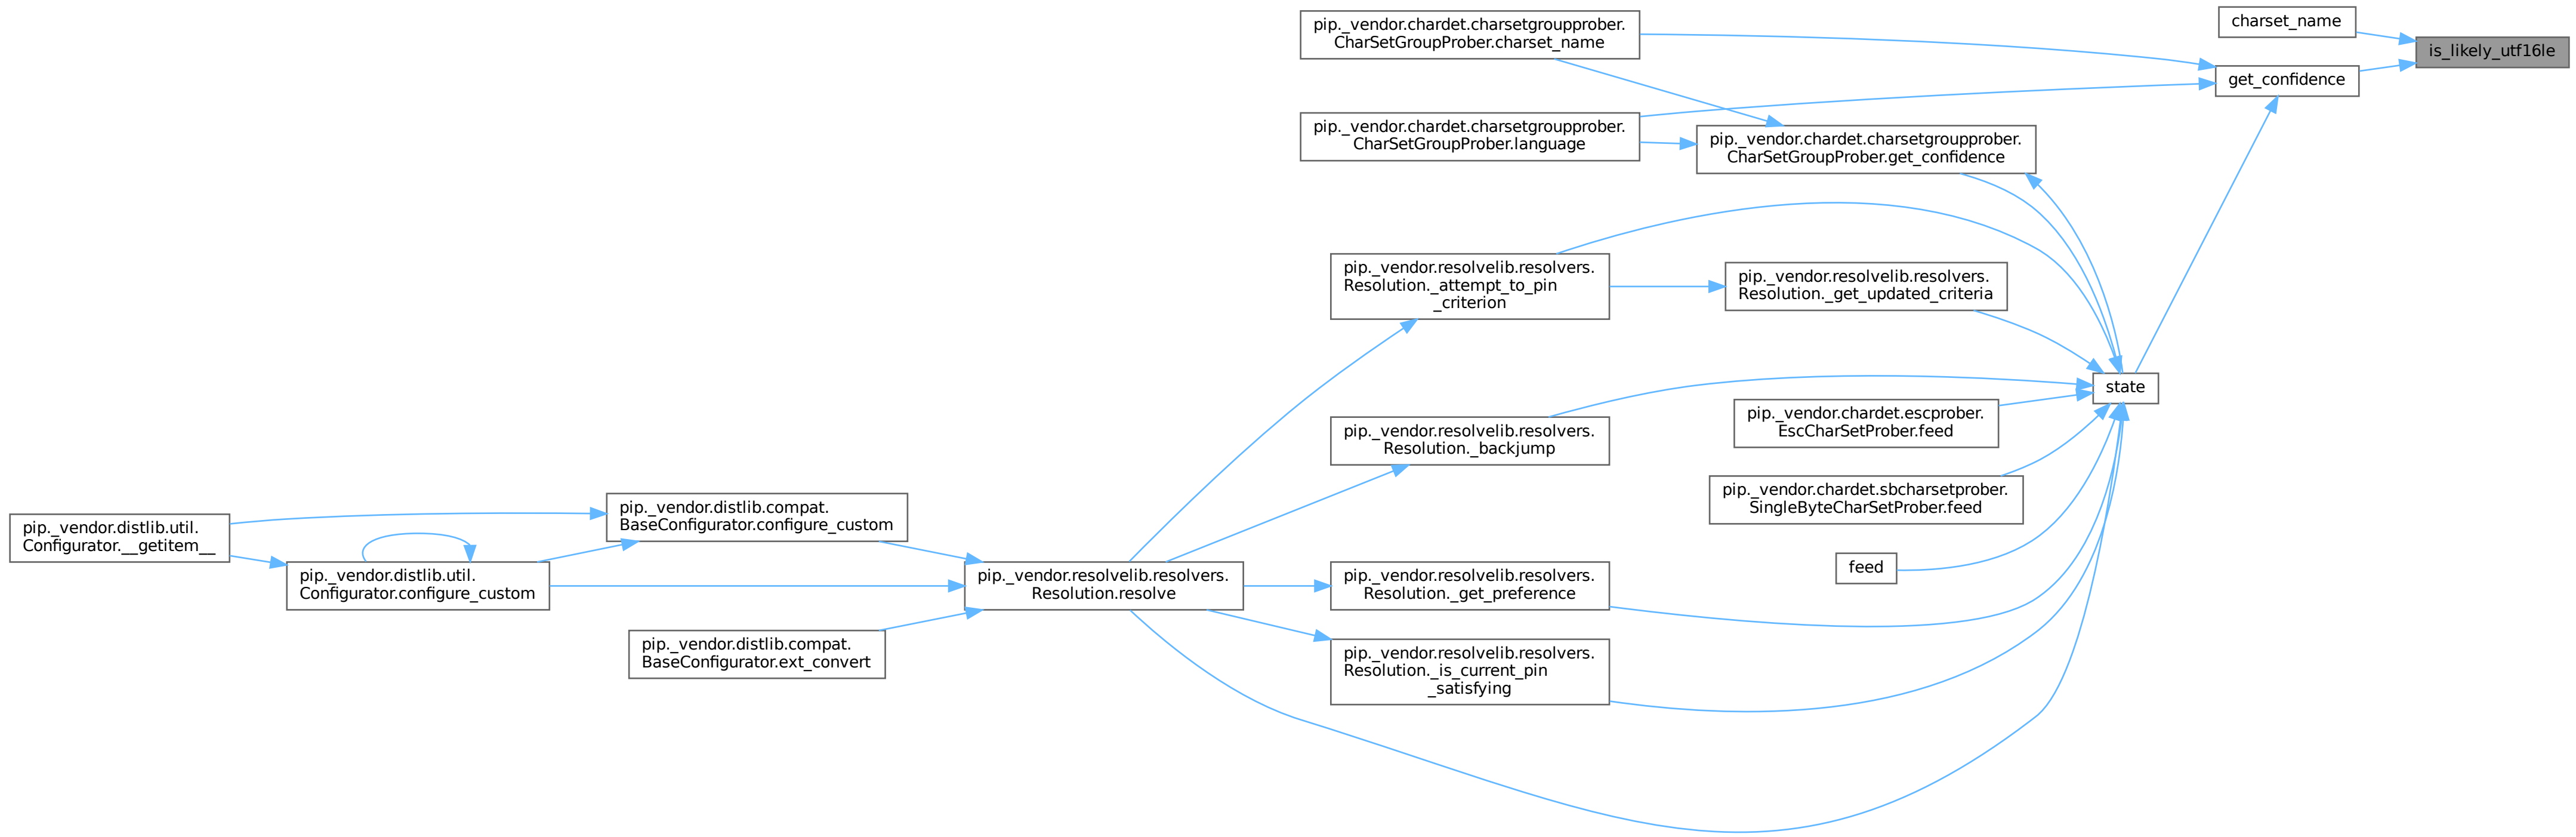 pip._vendor.chardet.charsetgroupprober.
CharSetGroupProber.charset_name
charset_name
is_likely_utf16le
get_confidence
pip._vendor.chardet.charsetgroupprober.
CharSetGroupProber.language
pip._vendor.chardet.charsetgroupprober.
CharSetGroupProber.get_confidence
pip._vendor.resolvelib.resolvers.
Resolution._attempt_to_pin
_criterion
pip._vendor.resolvelib.resolvers.
Resolution._get_updated_criteria
state
pip._vendor.resolvelib.resolvers.
Resolution._backjump
pip._vendor.chardet.escprober.
EscCharSetProber.feed
pip._vendor.chardet.sbcharsetprober.
SingleByteCharSetProber.feed
pip._vendor.distlib.util.
Configurator.__getitem__
pip._vendor.distlib.compat.
BaseConfigurator.configure_custom
feed
pip._vendor.distlib.util.
Configurator.configure_custom
pip._vendor.resolvelib.resolvers.
Resolution.resolve
pip._vendor.resolvelib.resolvers.
Resolution._get_preference
pip._vendor.distlib.compat.
BaseConfigurator.ext_convert
pip._vendor.resolvelib.resolvers.
Resolution._is_current_pin
_satisfying